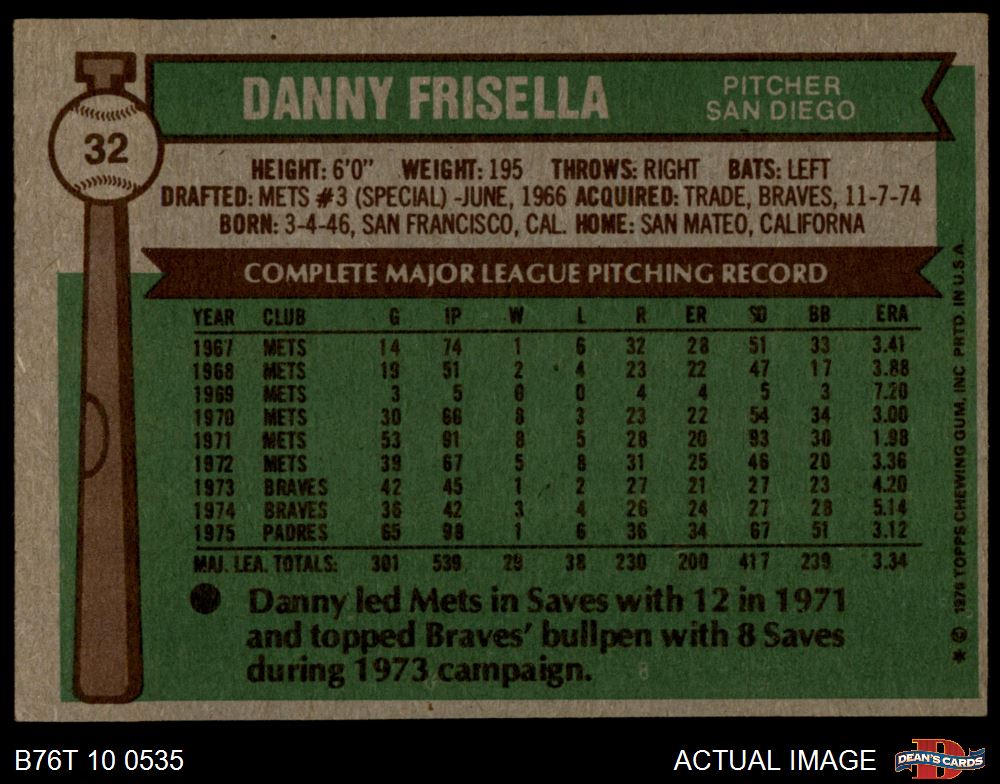 DANNY FRISELLA
PITCHER
SAN DIEGO
32
HEIGHT: 6'0" WEIGHT: 195 THROWS: RIGHT BATS: LEFT
DRAFTED: METS #3 (SPECIAL) -JUNE, 1966 ACQUIRED: TRADE, BRAVES, 11-7-74
BORN: 3-4-46, SAN FRANCISCO, CAL. HOME: SAN MATEO, CALIFORNA
COMPLETE MAJOR LEAGUE PITCHING RECORD
YEAR CLUB G IP W L R ER SO BB ERA
1967 METS 14 74 1 6 32 28 51 33 3.41
1968 METS 19 51 2 4 23 22 47 17 3.88
1969 METS 3 5 0 0 4 4 5 3 7.20
1970 METS 30 66 8 3 23 22 54 34 3.00
1971 METS 53 91 8 5 28 20 93 30 1.98
1972 METS 39 67 5 8 31 25 46 20 3.36
1973 BRAVES 42 45 1 2 27 21 27 23 4.20
1974 BRAVES 36 42 3 4 26 24 27 28 5.14
1975 PADRES 65 98 1 6 36 34 67 51 3.12
MAJ. LEA. TOTALS: 301 539 29 38 230 200 417 239 3.34
Danny led Mets in Saves with 12 in 1971
and topped Braves' bullpen with 8 Saves
during 1973 campaign.
* © 1976 TOPPS CHEWING GUM, INC PRTD. IN U.S.A.
B76T 10 0535
ACTUAL IMAGE
DEAN'S CARDS